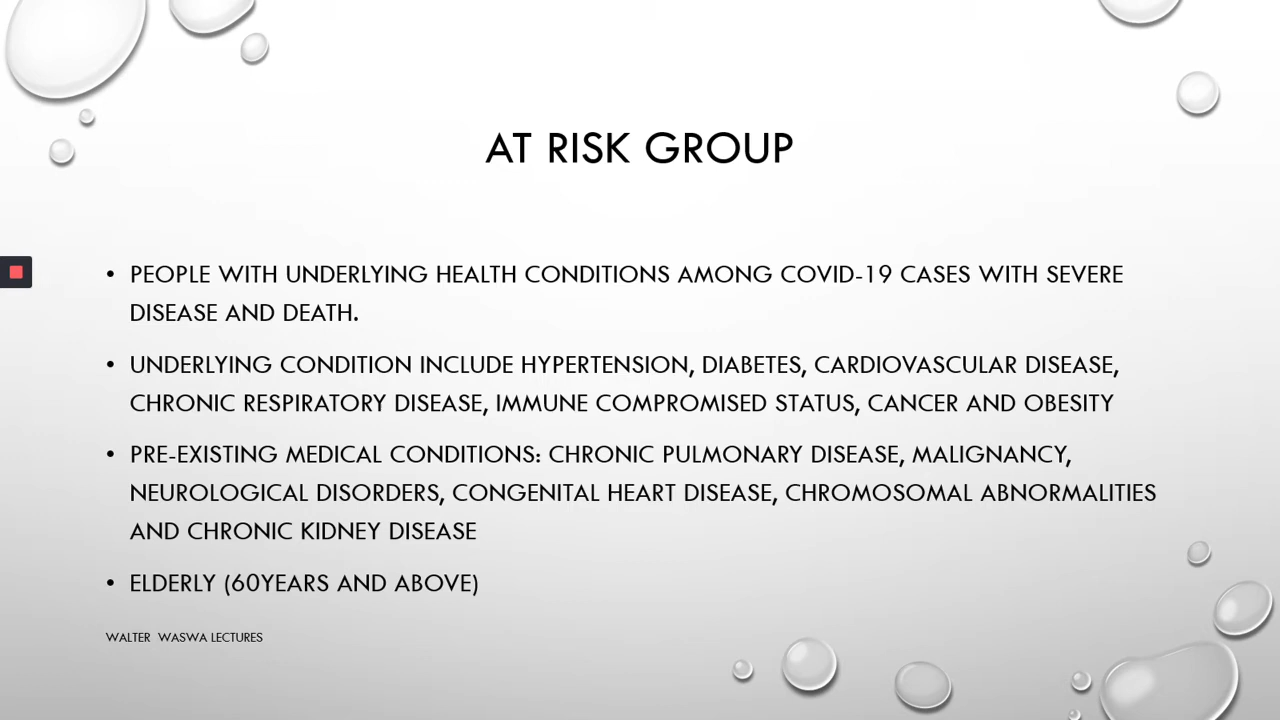 AT RISK GROUP
• PEOPLE WITH UNDERLYING HEALTH CONDITIONS AMONG COVID-19 CASES WITH SEVERE
DISEASE AND DEATH.
• UNDERLYING CONDITION INCLUDE HYPERTENSION, DIABETES, CARDIOVASCULAR DISEASE,
CHRONIC RESPIRATORY DISEASE, IMMUNE COMPROMISED STATUS, CANCER AND OBESITY
• PRE-EXISTING MEDICAL CONDITIONS: CHRONIC PULMONARY DISEASE, MALIGNANCY,
NEUROLOGICAL DISORDERS, CONGENITAL HEART DISEASE, CHROMOSOMAL ABNORMALITIES
AND CHRONIC KIDNEY DISEASE
• ELDERLY (60YEARS AND ABOVE)
WALTER WASWA LECTURES